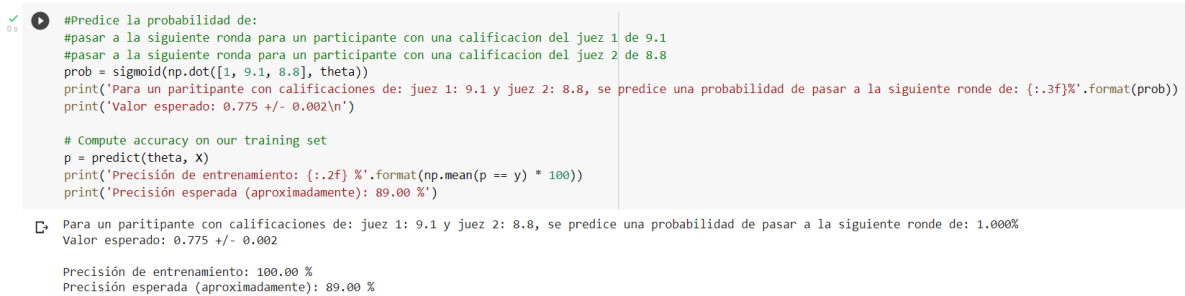 #Predice la probabilidad de:
#pasar a la siguiente ronda para un participante con una calificacion del juez 1 de 9.1
#pasar a la siguiente ronda para un participante con una calificacion del juez 2 de 8.8
prob = sigmoid(np.dot([1, 9.1, 8.8], theta))
print('Para un paritipante con calificaciones de: juez 1: 9.1 y juez 2: 8.8, se predice una probabilidad de pasar a la siguiente ronde de: {:.3f}%'.format(prob))
print('Valor esperado: 0.775 +/- 0.002\n')
# Compute accuracy on our training set
p = predict(theta, X)
print('Precisión de entrenamiento: {:.2f} %'.format(np.mean(p == y) * 100))
print('Precisión esperada (aproximadamente): 89.00 %')
0 s
Para un paritipante con calificaciones de: juez 1: 9.1 y juez 2: 8.8, se predice una probabilidad de pasar a la siguiente ronde de: 1.000%
Valor esperado: 0.775 +/- 0.002
Precisión de entrenamiento: 100.00 %
Precisión esperada (aproximadamente): 89.00 %